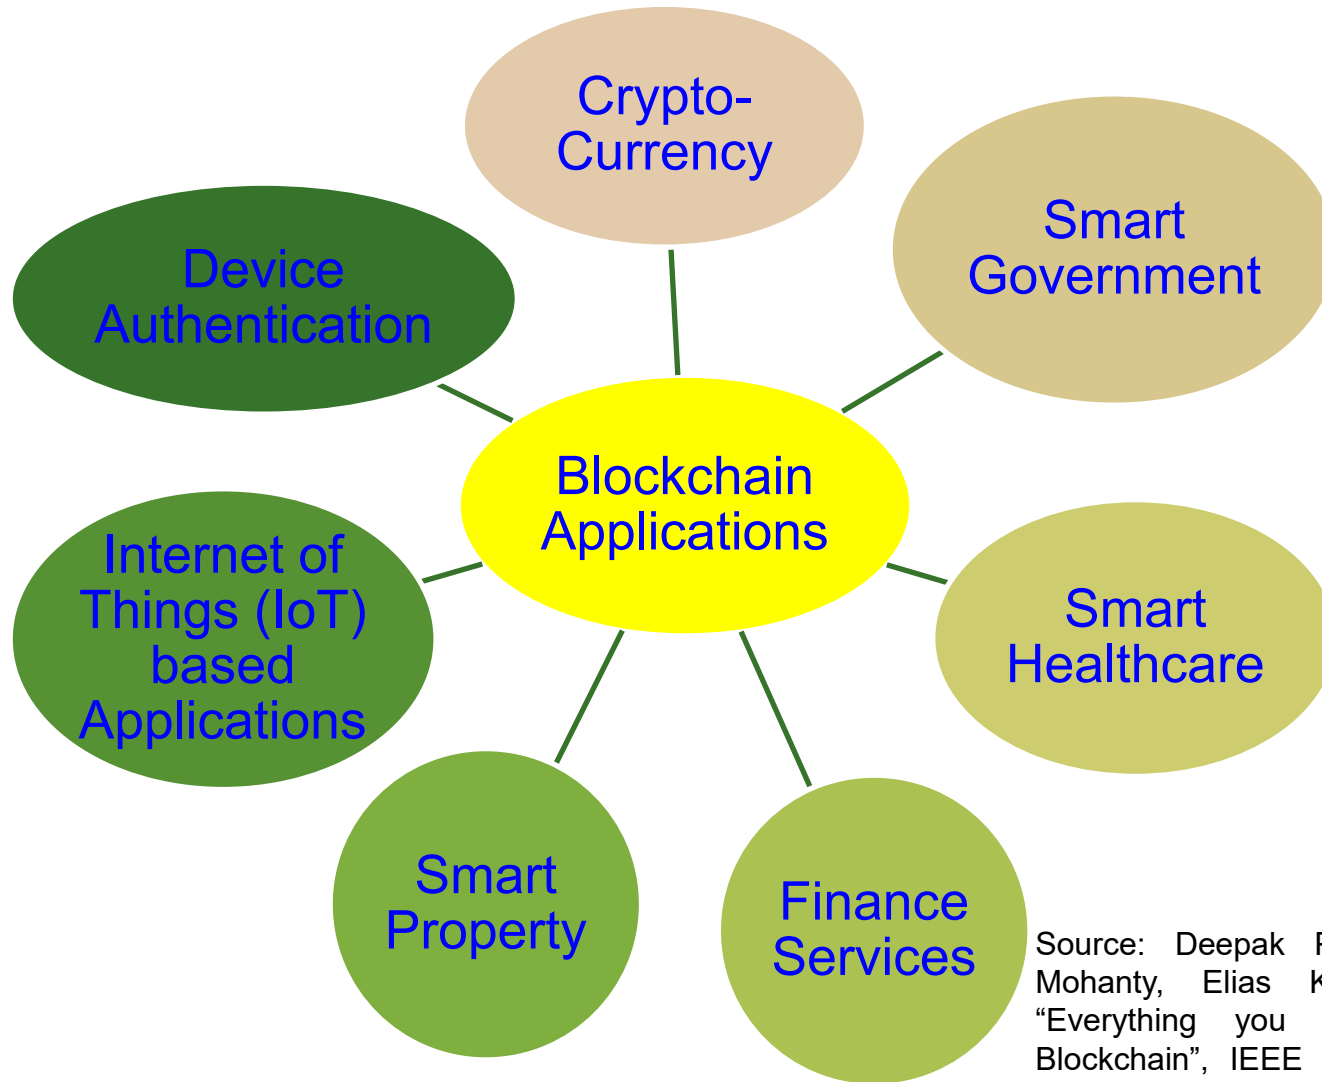 Crypto-
Currency
Smart
Government
Device
Authentication
Blockchain
Applications
Internet of
Things (IoT)
based
Applications
Smart
Healthcare
Smart
Property
Finance
Services
Source: Deepak
Mohanty, Elias
“Everything you
Blockchain”, IEEE